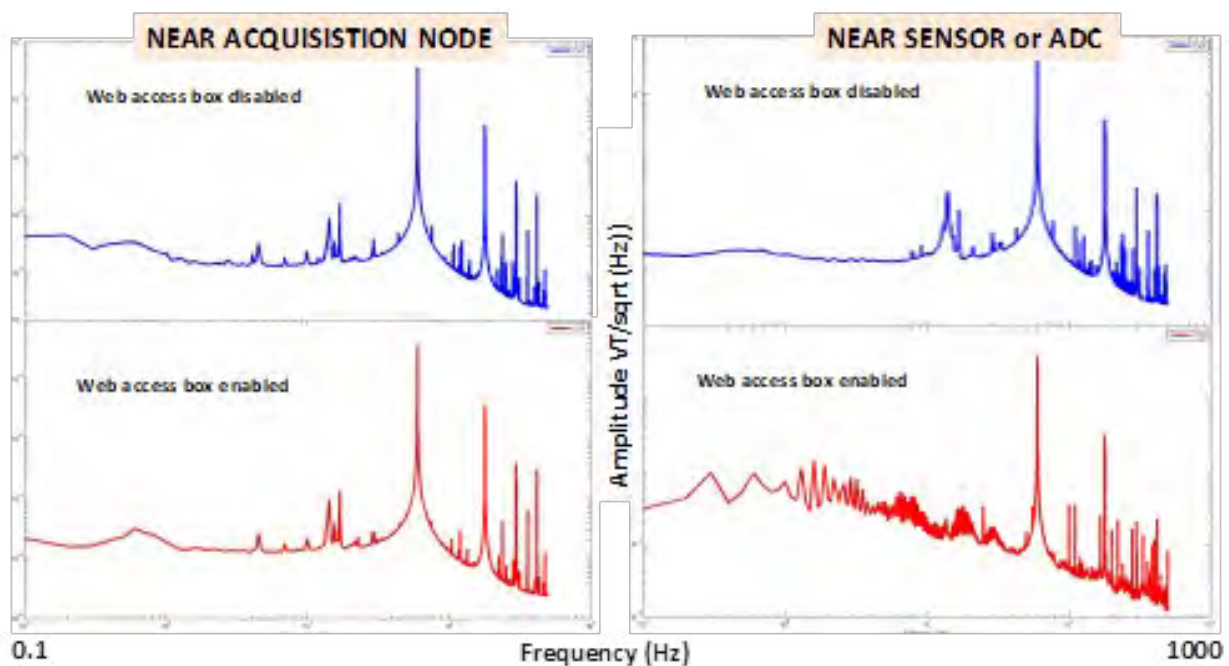 NEAR ACQUISISTION NODE
NEAR SENSOR or ADC
Web access box disabled
Web access box disabled
Amplitude VT/sqrt (Hz))
Web access box enabled
Web access box enabled
0.1
Frequency (Hz)
1000